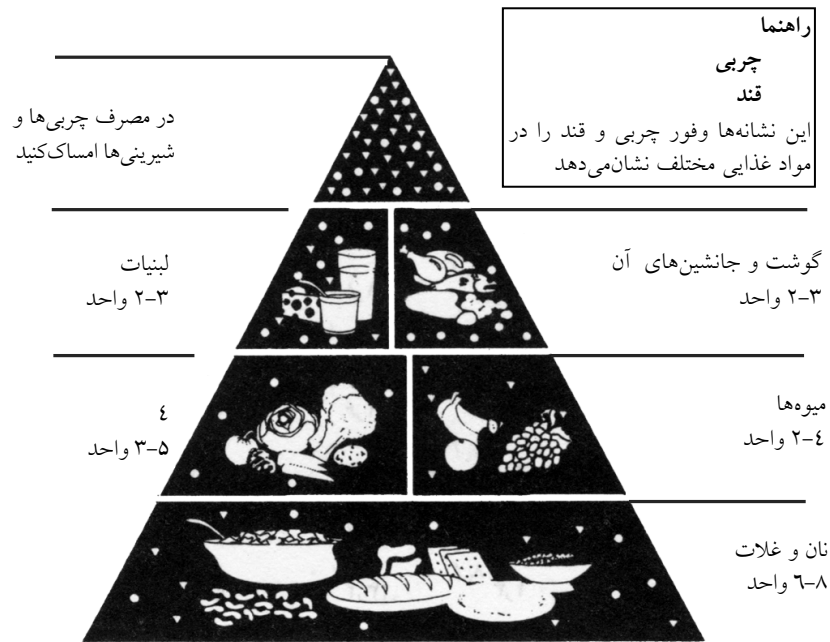 راهنما
چربی
قند
این نشانه‌ها وفور چربی و قند را در
مواد غذایی مختلف نشان‌می‌دهد
در مصرف چربی‌ها و
شیرینی‌ها امساک‌کنید
گوشت و جانشین‌های آن
۲-۳ واحد
لبنیات
۲-۳ واحد
میوه‌ها
۲-٤ واحد
٤
۳-۵ واحد
نان و غلات
٦-۸ واحد